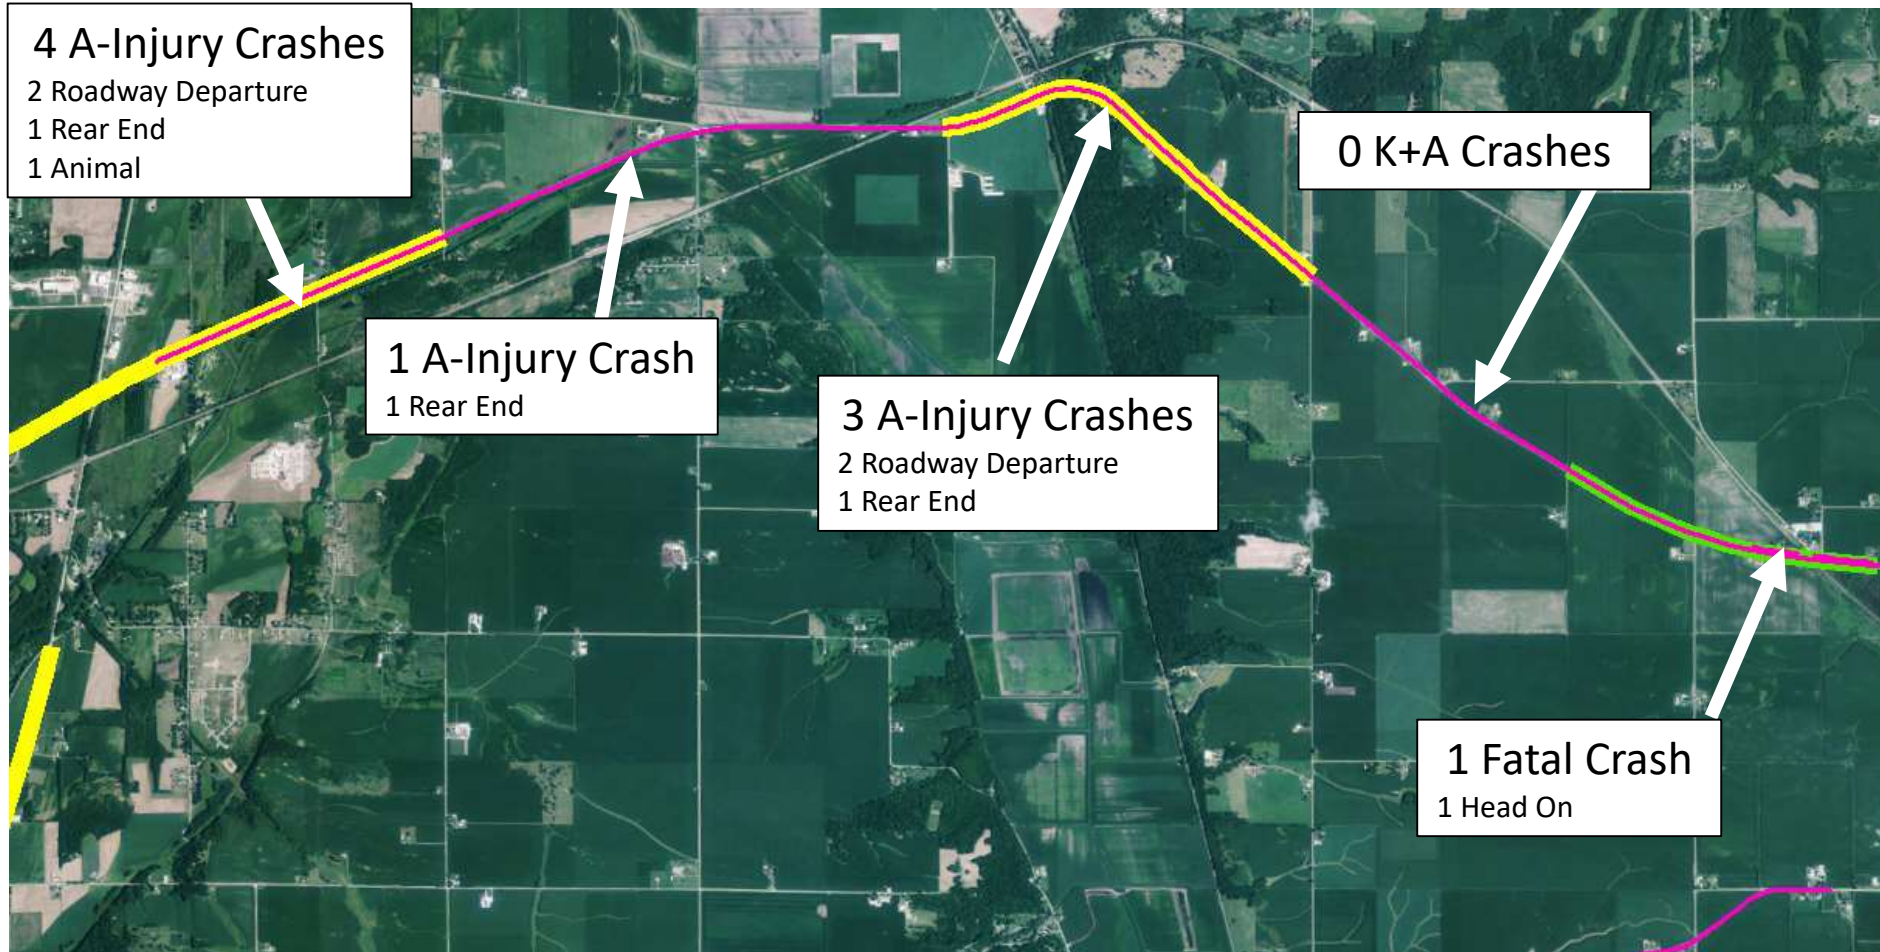 4 A-Injury Crashes
2 Roadway Departure
1 Rear End
1 Animal
1 A-Injury Crash
1 Rear End
3 A-Injury Crashes
2 Roadway Departure
1 Rear End
0 K+A Crashes
1 Fatal Crash
1 Head On